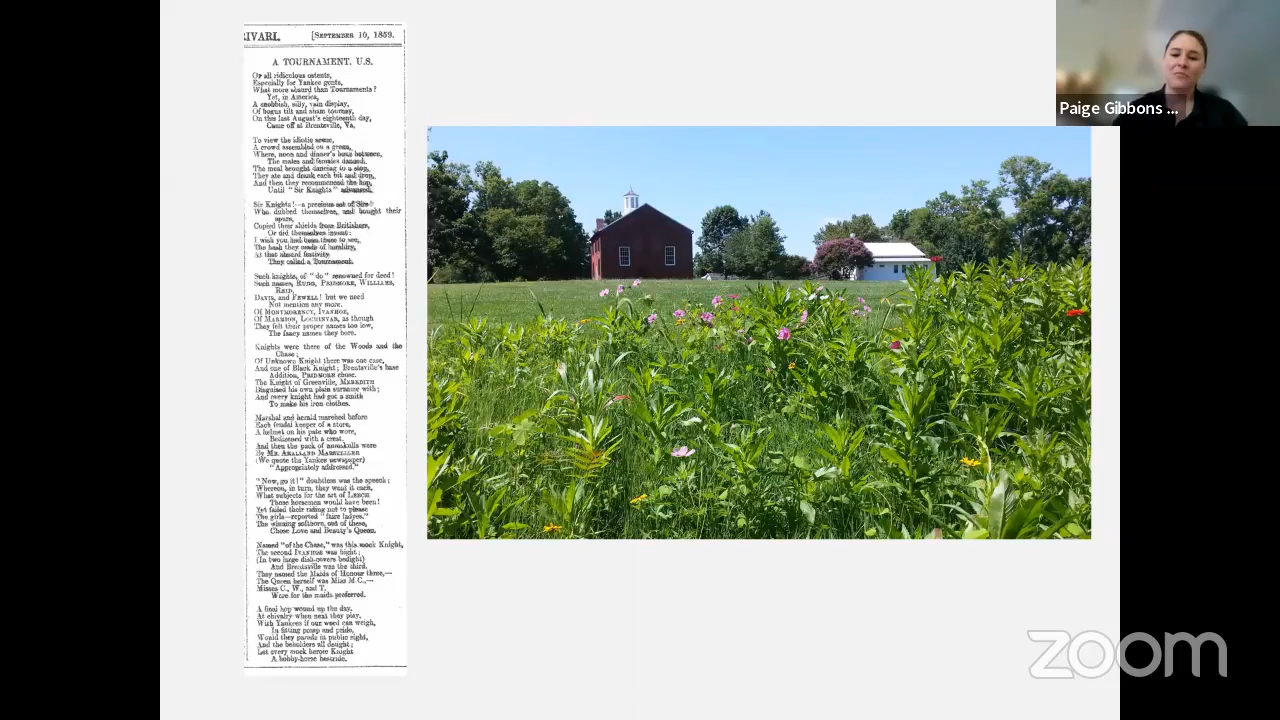 IVARI. [SEPTEMBER 10, 1859.
A TOURNAMENT, U.S.
OF all ridiculous ostents,
Especially for Yankee gents,
What more absurd than Tournaments?
Yet, in America,
A snobbish, silly, vain display,
Of bogus tilt and sham tourney,
On this last August's eighteenth day,
Came off at Brentsville, Va.
To view the idiotic scene,
A crowd assembled on a green,
Where, noon and dinner's hour between,
The males and females danced.
The meal brought dancing to a stop,
They ate and drank each bit and drop,
And then they recommenced the hop,
Until "Sir Knights" advanced.
Sir Knights!—a precious set of Sirs!
Who dubbed themselves, and bought their
spurs,
Copied their shields from Britishers,
Or did themselves invent:
I wish you had been there to see,
The hash they made of heraldry,
At that absurd festivity
They called a Tournament.
Such knights, of "do" renowned for deed!
Such names, PRIDMORE, WILLIAMS,
REID,
DAVIS, and FEWELL! but we need
Not mention any more.
Of MONTMORENCY, IVANHOE,
Of MARMION, LOCHINVAR, as though
They felt their proper names too low,
The fancy names they bore.
Knights were there of the Woods and the
Chase;
Of Unknown Knight there was one case,
And one of Black Knight; Brentsville's base
Addition, PRIDMORE chose.
The Knight of Greenville, MEREDITH
Disguised his own plain surname with;
And every knight had got a smith
To make his iron clothes.
Marshal and herald marched before
Each feudal keeper of a store,
A helmet on his pate who wore,
Bedizened with a crest.
And then the pack of numskulls were
By MR. MARSTELLER
(We quote the Yankee newspaper)
"Appropriately addressed."
"Now, go it!" doubtless was the speech;
Whereon, in turn, they went it each,
What subjects for the art of LEECH
Those horsemen would have been!
Yet failed their riding not to please
The girls—reported "faire ladyes,"
The winning softhorn, out of these,
Chose Love and Beauty's Queen.
Named "of the Chase," was this mock Knight,
The second IVANHOE was hight;
(In two large dish-covers bedight)
And Brentsville was the third.
They named the Maids of Honour three,—
The Queen herself was Miss M.C.,—
Misses C., W., and T.,
Were for the maids preferred.
A final hop wound up the day,
At chivalry when next they play,
With Yankees if our word can weigh,
In fitting pomp and pride,
Would they parade in public sight,
And the beholders all delight;
Let every mock heroic Knight
A hobby-horse bestride.
Paige Gibbons ...
zoom